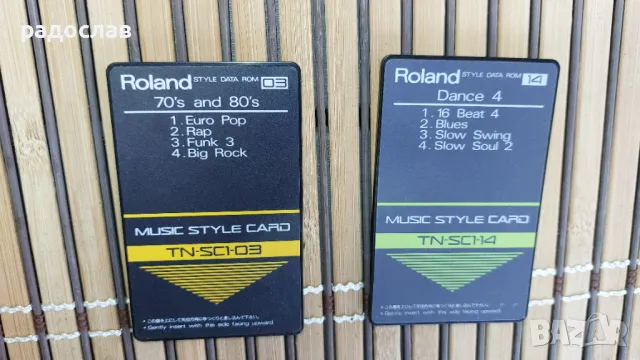 радослав
Roland STYLE DATA ROM 03
70's and 80's
1.Euro Pop
2.Rap
3.Funk 3
4.Big Rock
MUSIC STYLE CARD
TN-SC1-03
• Gently insert with this side facing upward.
Roland STYLE DATA ROM 14
Dance 4
1.16 Beat 4
2.Blues
3.Slow Swing
4.Slow Soul 2
MUSIC STYLE CARD
TN-SC1-14
• Gently insert with this side facing upward.
BAZAR